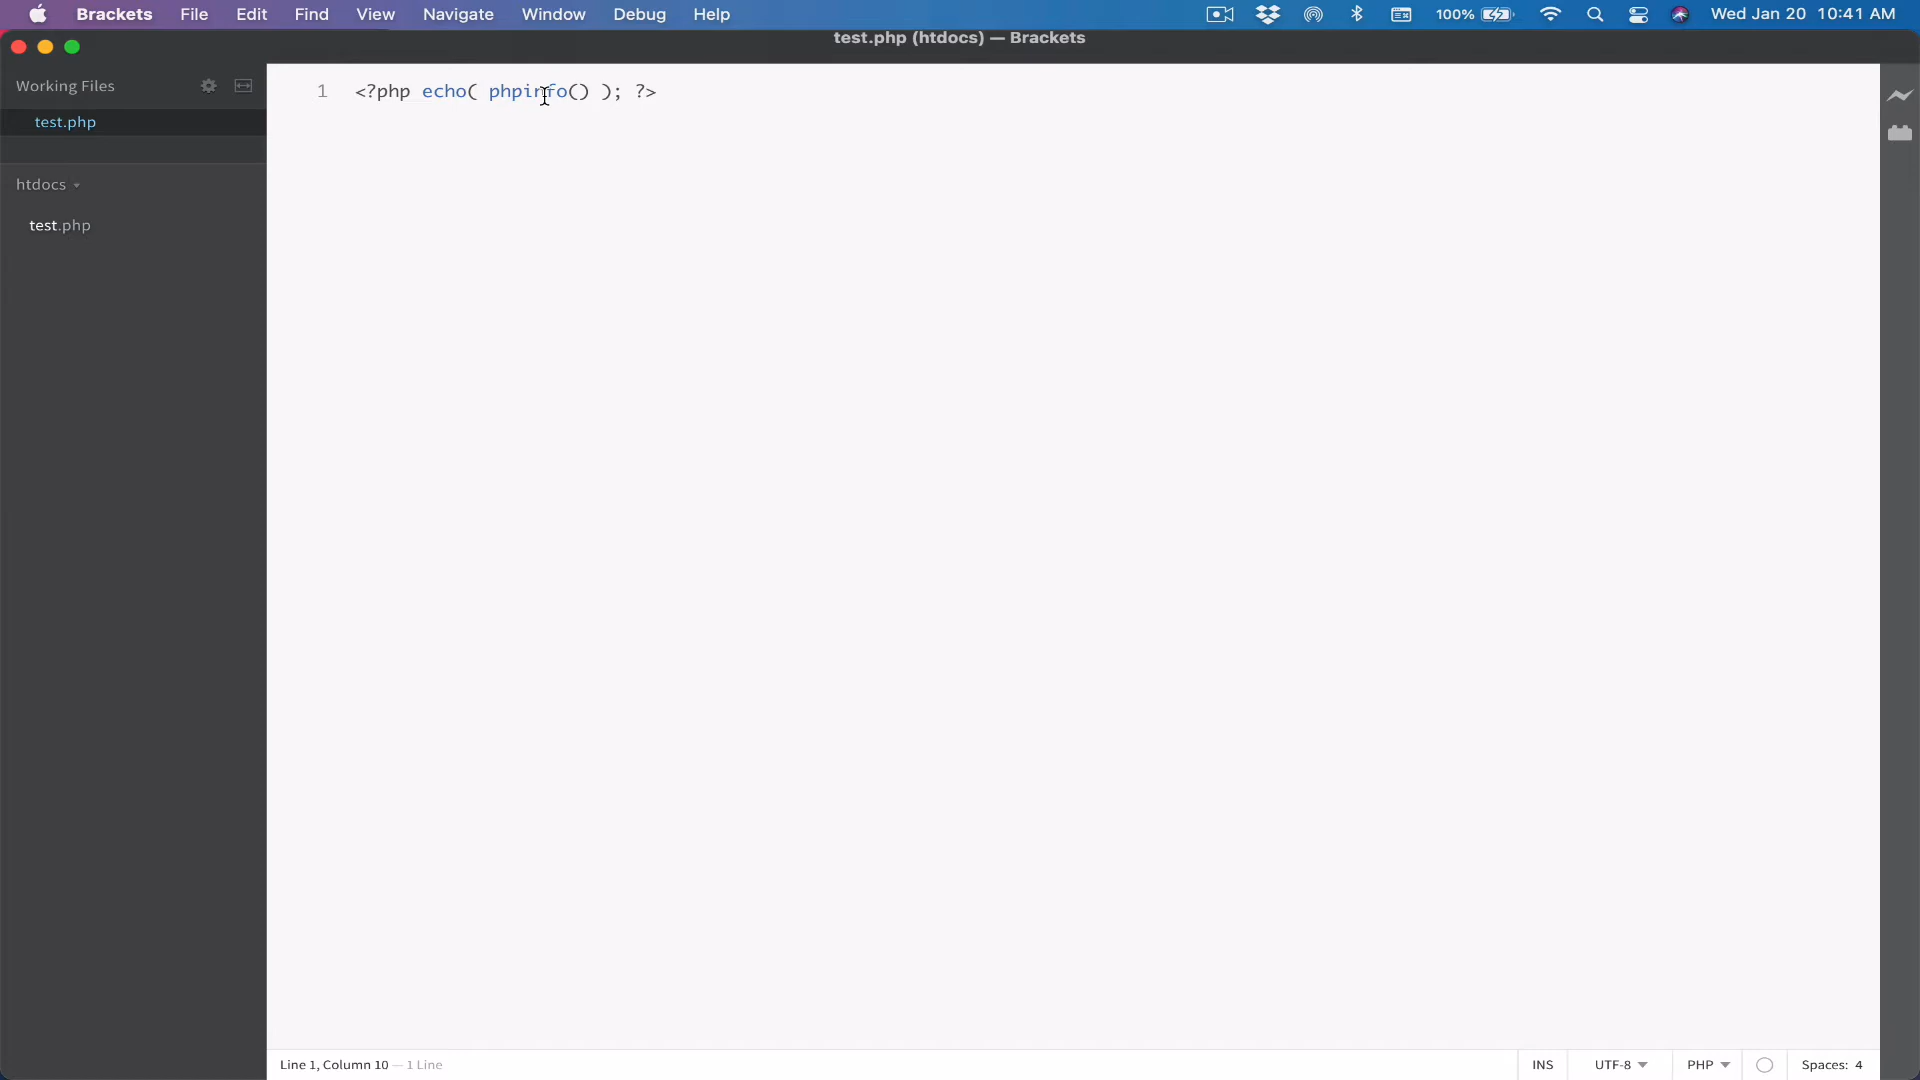 Brackets File Edit Find View Navigate Window Debug Help 100% Wed Jan 20 10:41 AM
test.php (htdocs) — Brackets
Working Files
test.php
htdocs
test.php
1 <?php echo( phpinfo() ); ?>
Line 1, Column 10 — 1 Line INS UTF-8 PHP Spaces: 4